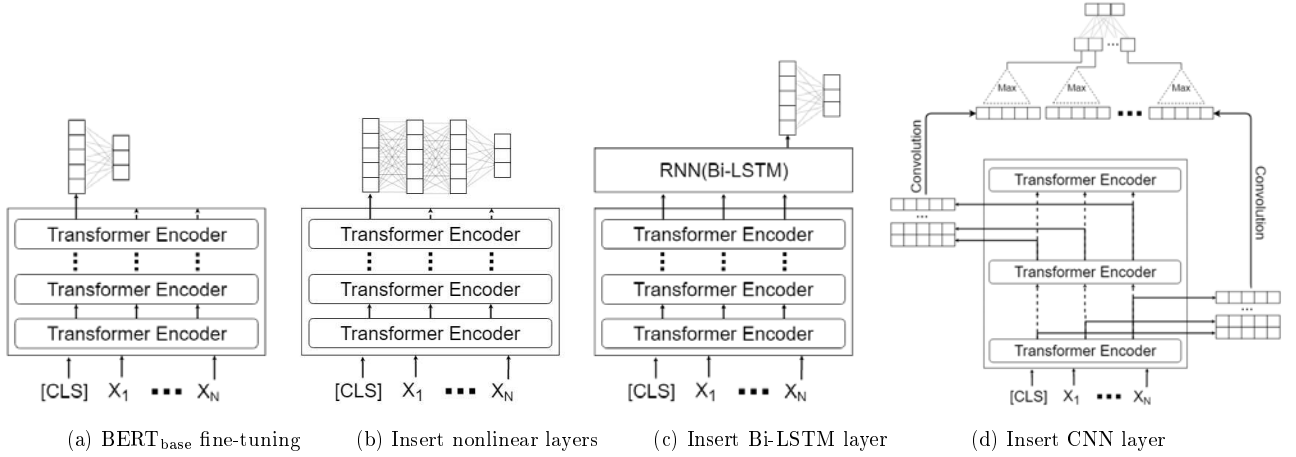 Transformer Encoder
Transformer Encoder
Transformer Encoder
[CLS] X1 ... XN
(a) BERTbase fine-tuning
Transformer Encoder
Transformer Encoder
Transformer Encoder
[CLS] X1 ... XN
(b) Insert nonlinear layers
RNN(Bi-LSTM)
Transformer Encoder
Transformer Encoder
Transformer Encoder
[CLS] X1 ... XN
(c) Insert Bi-LSTM layer
...
Max Max Max
...
Convolution
Convolution
Transformer Encoder
...
Transformer Encoder
...
Transformer Encoder
[CLS] X1 ... XN
(d) Insert CNN layer